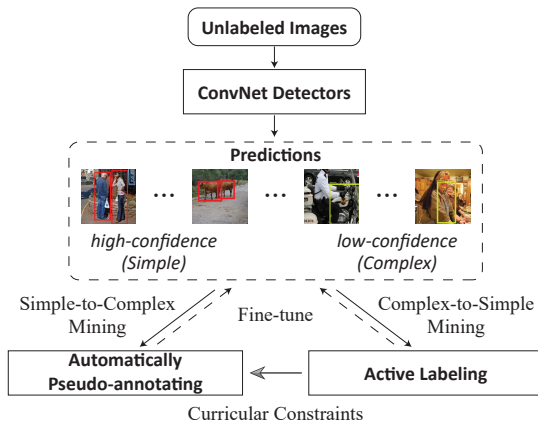 Unlabeled Images
ConvNet Detectors
Predictions
... ... ...
high-confidence
(Simple)
low-confidence
(Complex)
Simple-to-Complex
Mining
Fine-tune
Complex-to-Simple
Mining
Automatically
Pseudo-annotating
Active Labeling
Curricular Constraints